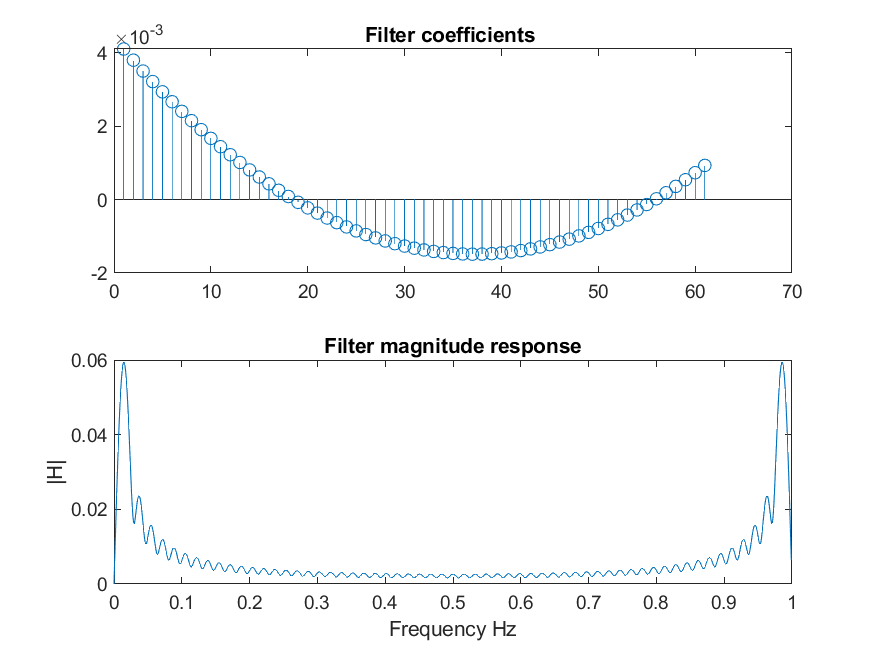 Filter coefficients
×10-3
4
2
0
-2
0 10 20 30 40 50 60 70
Filter magnitude response
0.06
0.04
0.02
0
|H|
0 0.1 0.2 0.3 0.4 0.5 0.6 0.7 0.8 0.9 1
Frequency Hz